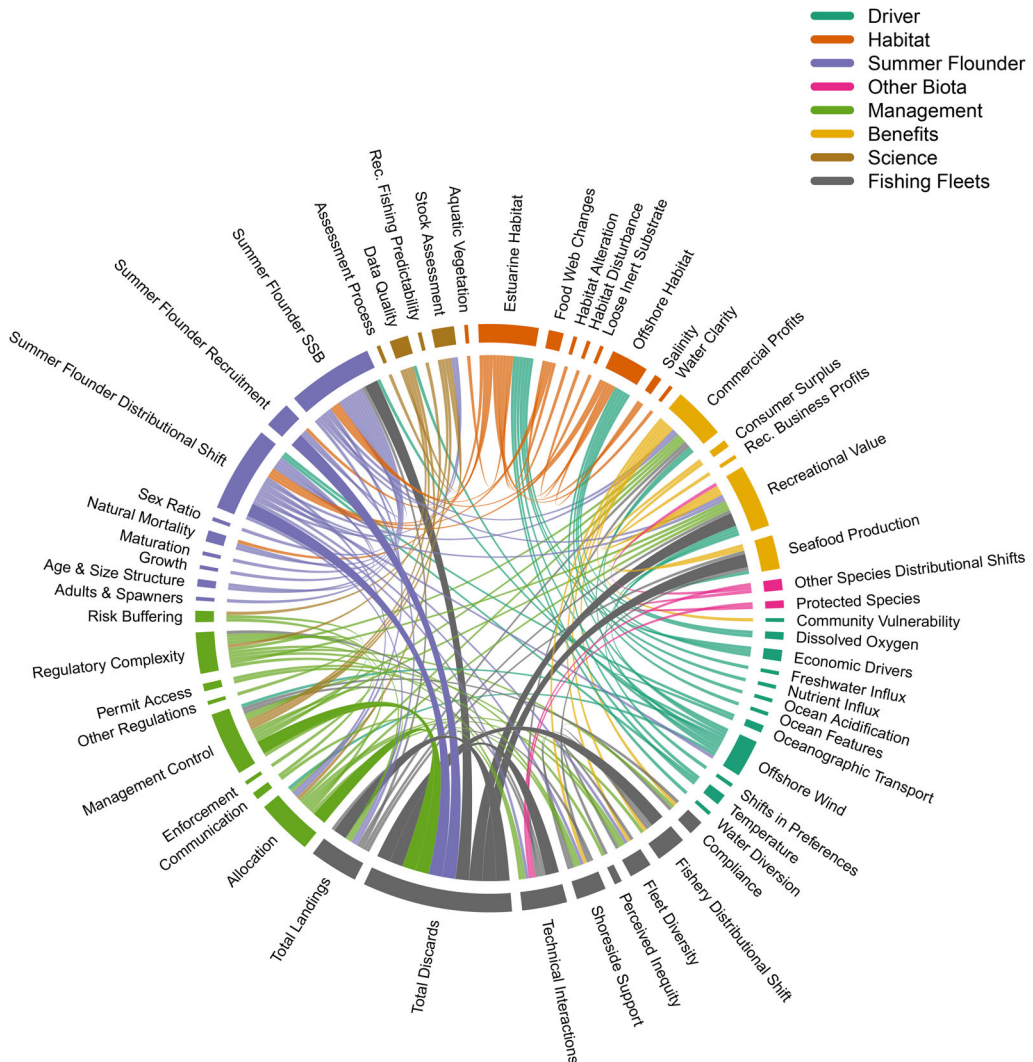 Driver
Habitat
Summer Flounder
Other Biota
Management
Benefits
Science
Fishing Fleets
Estuarine Habitat
Food Web Changes
Habitat Alteration
Habitat Disturbance
Loose Inert Substrate
Offshore Habitat
Salinity
Water Clarity
Commercial Profits
Consumer Surplus
Rec. Business Profits
Recreational Value
Seafood Production
Other Species Distributional Shifts
Protected Species
Community Vulnerability
Dissolved Oxygen
Economic Drivers
Freshwater Influx
Nutrient Influx
Ocean Acidification
Ocean Features
Oceanographic Transport
Offshore Wind
Shifts in Preferences
Temperature
Water Diversion
Compliance
Fishery Distributional Shift
Fleet Diversity
Perceived Inequity
Shoreside Support
Technical Interactions
Total Discards
Total Landings
Allocation
Communication
Enforcement
Management Control
Other Regulations
Permit Access
Regulatory Complexity
Risk Buffering
Adults & Spawners
Age & Size Structure
Growth
Maturation
Natural Mortality
Sex Ratio
Summer Flounder Distributional Shift
Summer Flounder Recruitment
Summer Flounder SSB
Assessment Process
Data Quality
Rec. Fishing Predictability
Stock Assessment
Aquatic Vegetation